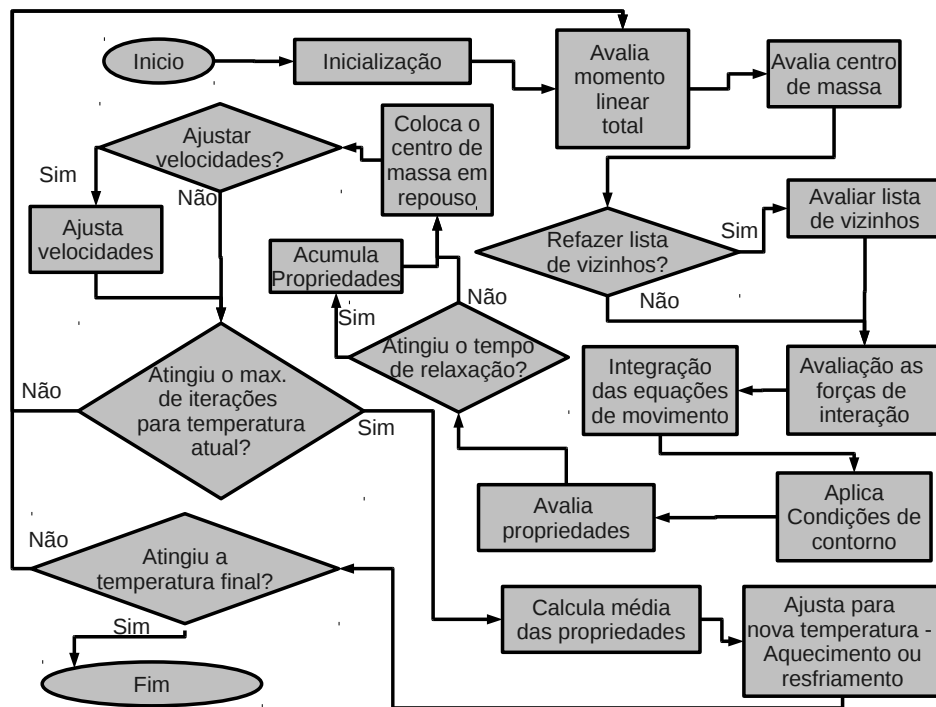 Inicio
Inicialização
Avalia
momento
linear
total
Avalia centro
de massa
Ajustar
velocidades?
Coloca o
centro de
massa em
repouso
Sim
Não
Ajusta
velocidades
Refazer lista
de vizinhos?
Sim
Avaliar lista
de vizinhos
Não
Acumula
Propriedades
Não
Sim
Atingiu o tempo
de relaxação?
Integração
das equações
de movimento
Avaliação as
forças de
interação
Atingiu o max.
de iterações
para temperatura
atual?
Não
Sim
Avalia
propriedades
Aplica
Condições de
contorno
Não
Atingiu a
temperatura final?
Sim
Calcula média
das propriedades
Ajusta para
nova temperatura -
Aquecimento ou
resfriamento
Fim